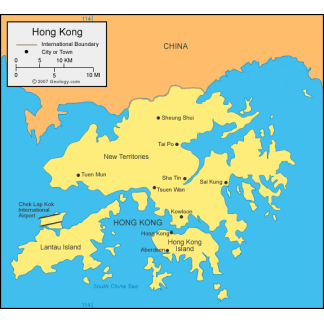 114
Hong Kong
International Boundary
City or Town
0 5 10 KM
0 5 10 MI
©2007 Geology.com
CHINA
Sheung Shui
Tai Po
New Territories
Tuen Mun
Sha Tin
Sai Kung
Tsuen Wan
Chek Lap Kok
International
Airport
Kowloon
HONG KONG
Hong Kong
Lantau Island
Aberdeen
Hong Kong
Island
South China Sea
114